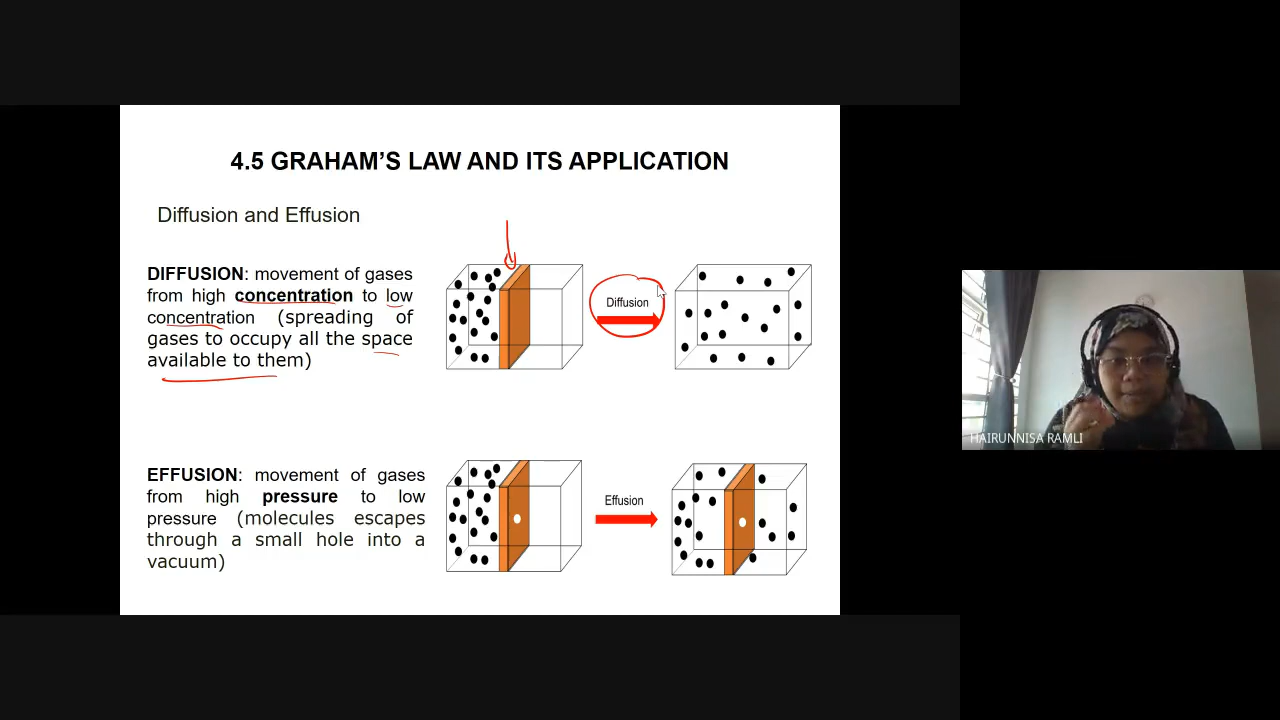 4.5 GRAHAM’S LAW AND ITS APPLICATION
Diffusion and Effusion
DIFFUSION: movement of gases
from high concentration to low
concentration (spreading of
gases to occupy all the space
available to them)
Diffusion
EFFUSION: movement of gases
from high pressure to low
pressure (molecules escapes
through a small hole into a
vacuum)
Effusion
HAIRUNNISA RAMLI